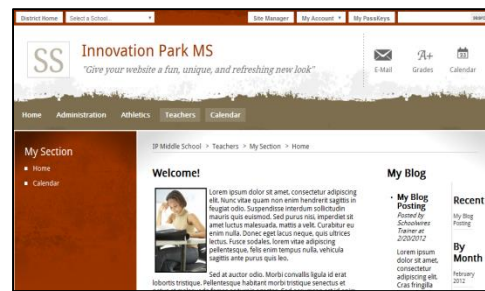 District Home Select a School... Site Manager My Account My PassKeys
SS
Innovation Park MS
"Give your website a fun, unique, and refreshing new look"
E-Mail Grades Calendar
Home Administration Athletics Teachers Calendar
My Section
Home
Calendar
IP Middle School > Teachers > My Section > Home
Welcome!
Lorem ipsum dolor sit amet, consectetur adipiscing
elit. Nunc vitae quam non enim hendrerit sagittis in
feugiat odio. Suspendisse interdum sollicitudin
mauris quis euismod. Sed purus nisi, imperdiet sit
amet luctus malesuada, mattis a velit. Curabitur eu
enim nulla. Donec eget lacus neque, quis ultrices
lectus. Fusce sodales, lorem vitae adipiscing
pellentesque, felis enim tempus nulla, vehicula
sagittis ante purus quis leo.
Sed at auctor odio. Morbi convallis ligula id erat
lobortis tristique. Pellentesque habitant morbi tristique senectus et
My Blog
My Blog
Posting
Posted by
Schoolwires
Trainer at
2/20/2012
Lorem ipsum
dolor sit amet,
consectetur
adipiscing elit.
Cras fringilla
Recent
My Blog
Posting
By
Month
February
2012